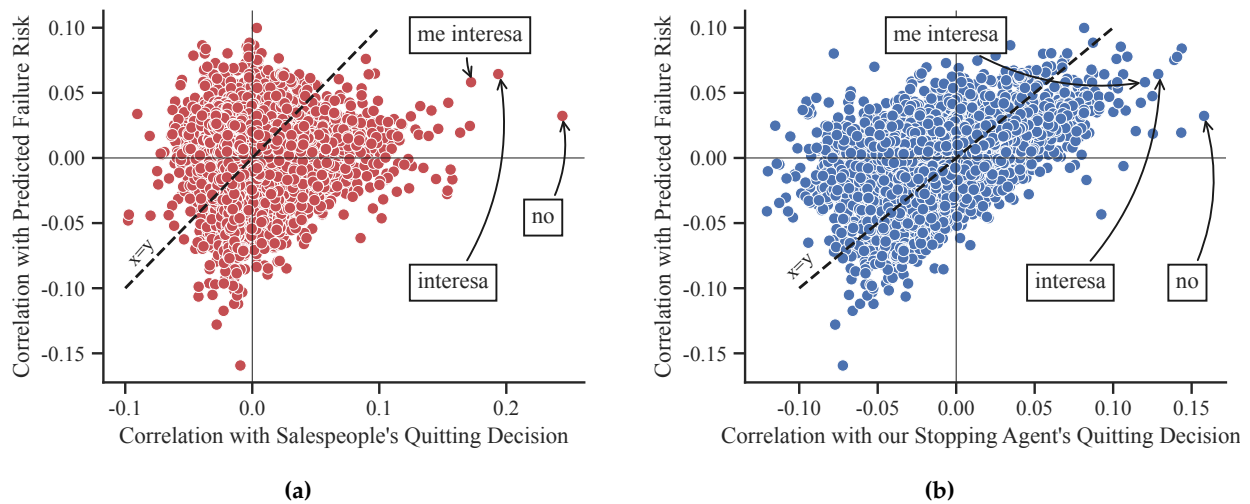 Correlation with Predicted Failure Risk
0.10
0.05
0.00
-0.05
-0.10
-0.15
me interesa
no
interesa
x=y
-0.1
0.0
0.1
0.2
Correlation with Salespeople's Quitting Decision
(a)
Correlation with Predicted Failure Risk
0.10
0.05
0.00
-0.05
-0.10
-0.15
me interesa
x=y
interesa
no
-0.10
-0.05
0.00
0.05
0.10
0.15
Correlation with our Stopping Agent's Quitting Decision
(b)